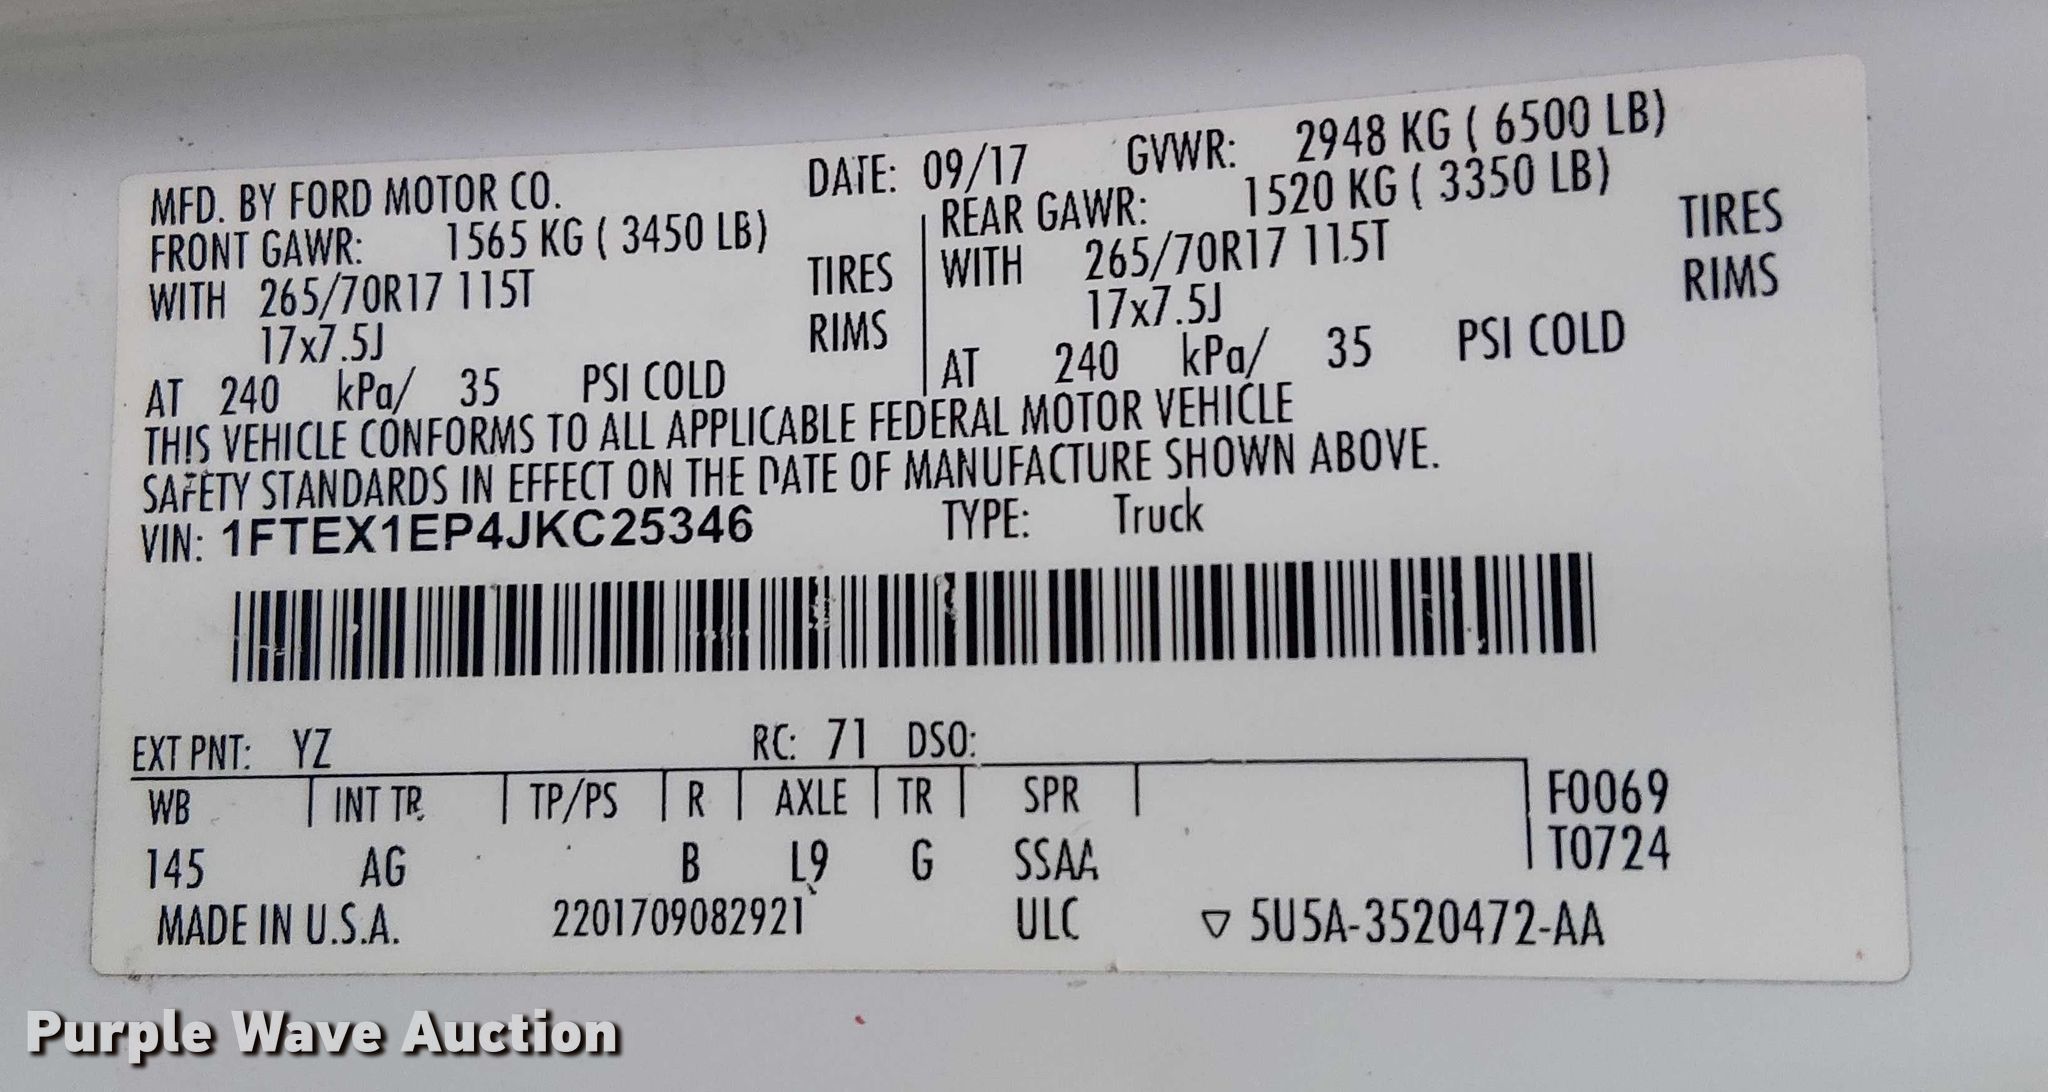 MFD. BY FORD MOTOR CO. DATE: 09/17 GVWR: 2948 KG ( 6500 LB)
FRONT GAWR: 1565 KG ( 3450 LB) REAR GAWR: 1520 KG ( 3350 LB)
WITH 265/70R17 115T TIRES WITH 265/70R17 115T TIRES
17x7.5J RIMS 17x7.5J RIMS
AT 240 kPa/ 35 PSI COLD AT 240 kPa/ 35 PSI COLD
THIS VEHICLE CONFORMS TO ALL APPLICABLE FEDERAL MOTOR VEHICLE
SAFETY STANDARDS IN EFFECT ON THE DATE OF MANUFACTURE SHOWN ABOVE.
VIN: 1FTEX1EP4JKC25346 TYPE: Truck
EXT PNT: YZ RC: 71 DSO:
WB INT TR TP/PS R AXLE TR SPR F0069
T0724
145 AG B L9 G SSAA
MADE IN U.S.A. 2201709082921 ULC ▽ 5U5A-3520472-AA
Purple Wave Auction